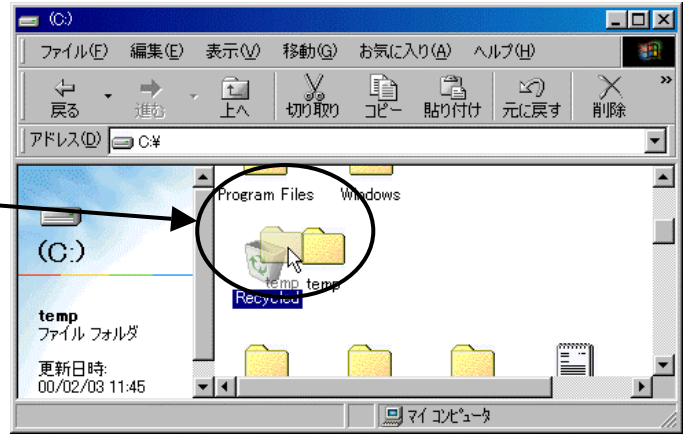 (C:)
ファイル(F) 編集(E) 表示(V) 移動(G) お気に入り(A) ヘルプ(H)
戻る 進む 上へ 切り取り コピー 貼り付け 元に戻す 削除 »
アドレス(D) C:¥
Program Files Windows
(C:)
temp temp
Recycled
temp
ファイル フォルダ
更新日時:
00/02/03 11:45
マイ コンピュータ